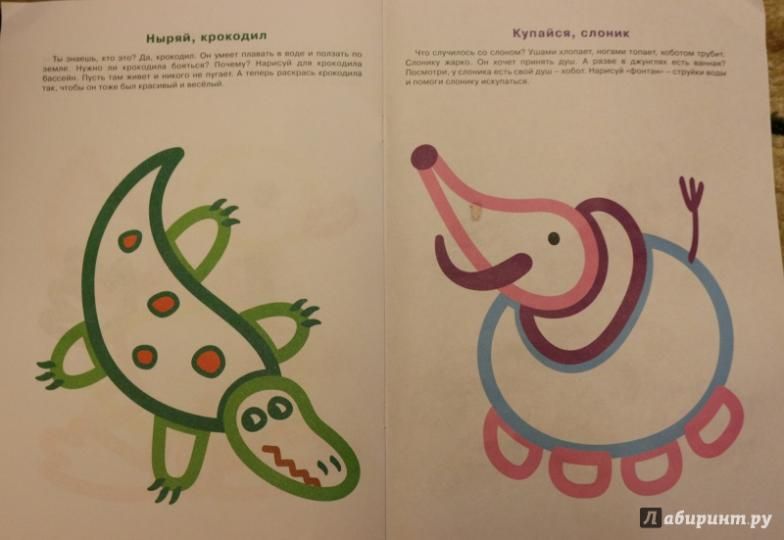 Ныряй, крокодил
Ты знаешь, кто это? Да, крокодил. Он умеет плавать в воде и ползать по
земле. Нужно ли крокодила бояться? Почему? Нарисуй для крокодила
бассейн. Пусть там живет и никого не пугает. А теперь раскрась крокодила
так, чтобы он тоже был красивый и весёлый.
Купайся, слоник
Что случилось со слоном? Ушами хлопает, ногами топает, хоботом трубит.
Слонику жарко. Он хочет принять душ. А разве в джунглях есть ванная?
Посмотри, у слоника есть свой душ – хобот. Нарисуй «фонтан» – струйки воды
и помоги слонику искупаться.
Лабиринт.ру